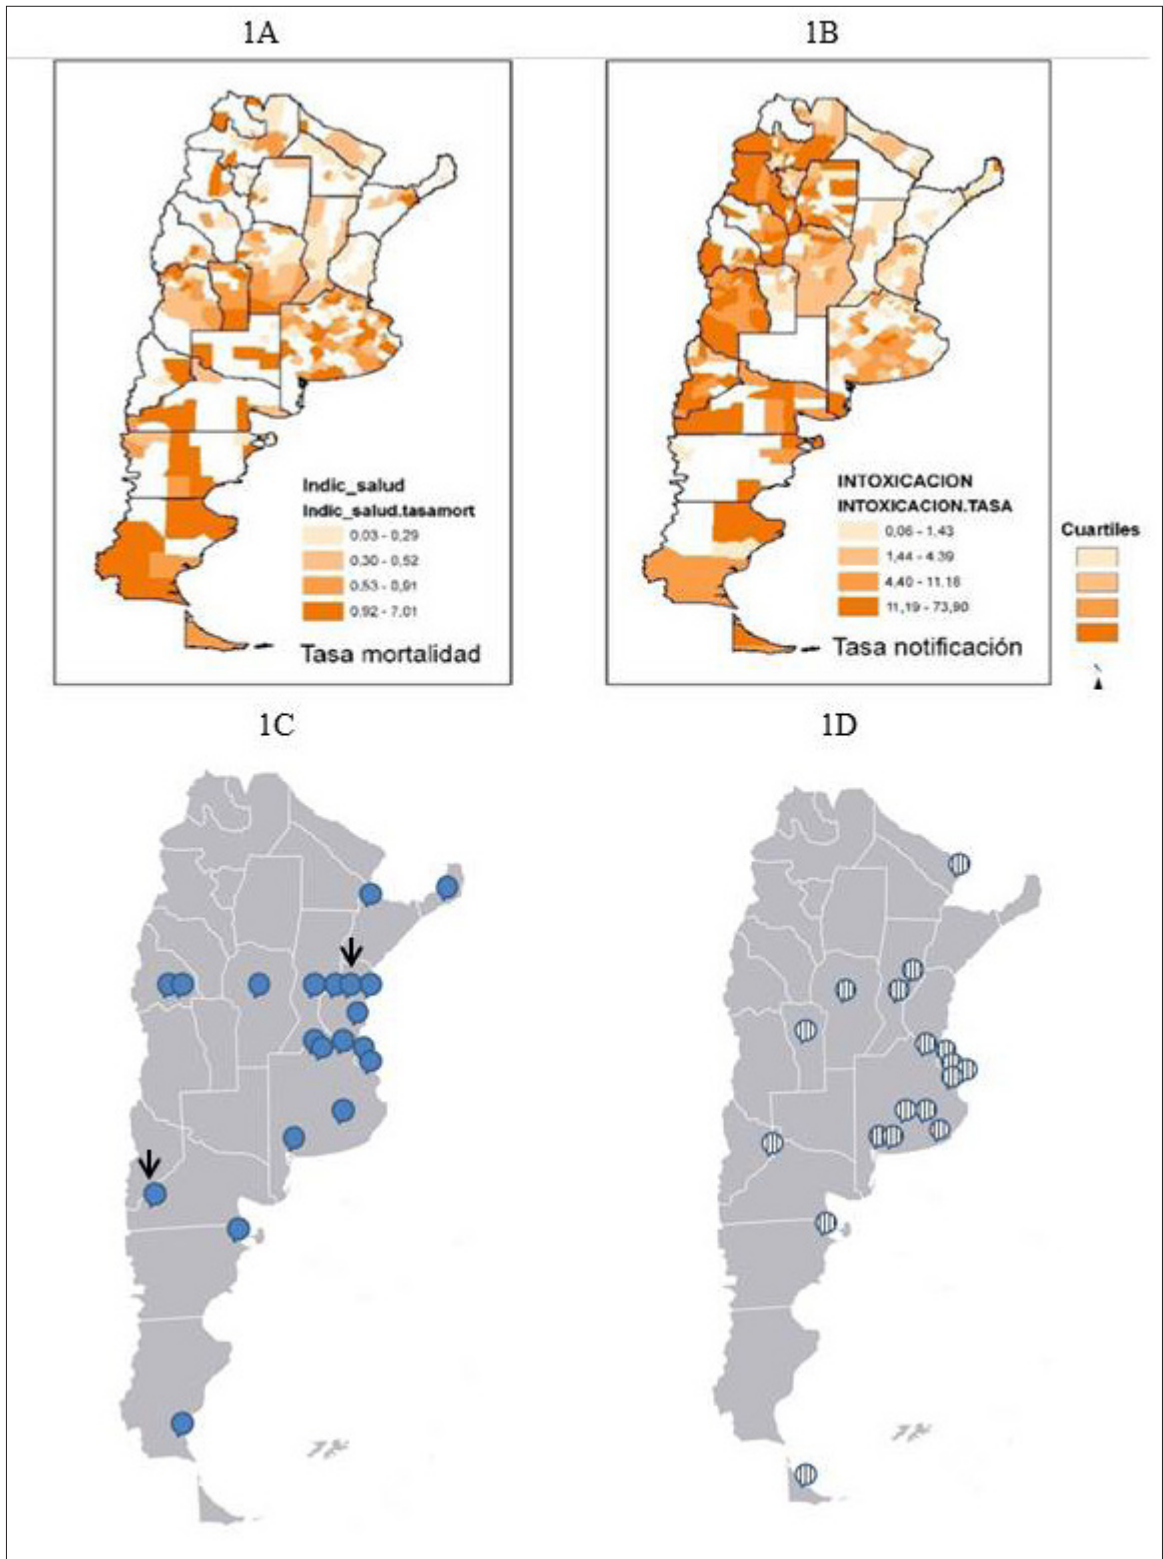 1A
1B
Indic_salud
Indic_salud.tasamort
0,03 - 0,29
0,30 - 0,52
0,53 - 0,91
0,92 - 7,01
Tasa mortalidad
INTOXICACION
INTOXICACION.TASA
0,06 - 1,43
1,44 - 4,39
4,40 - 11,18
11,19 - 73,90
Tasa notificación
Cuartiles
1C
1D